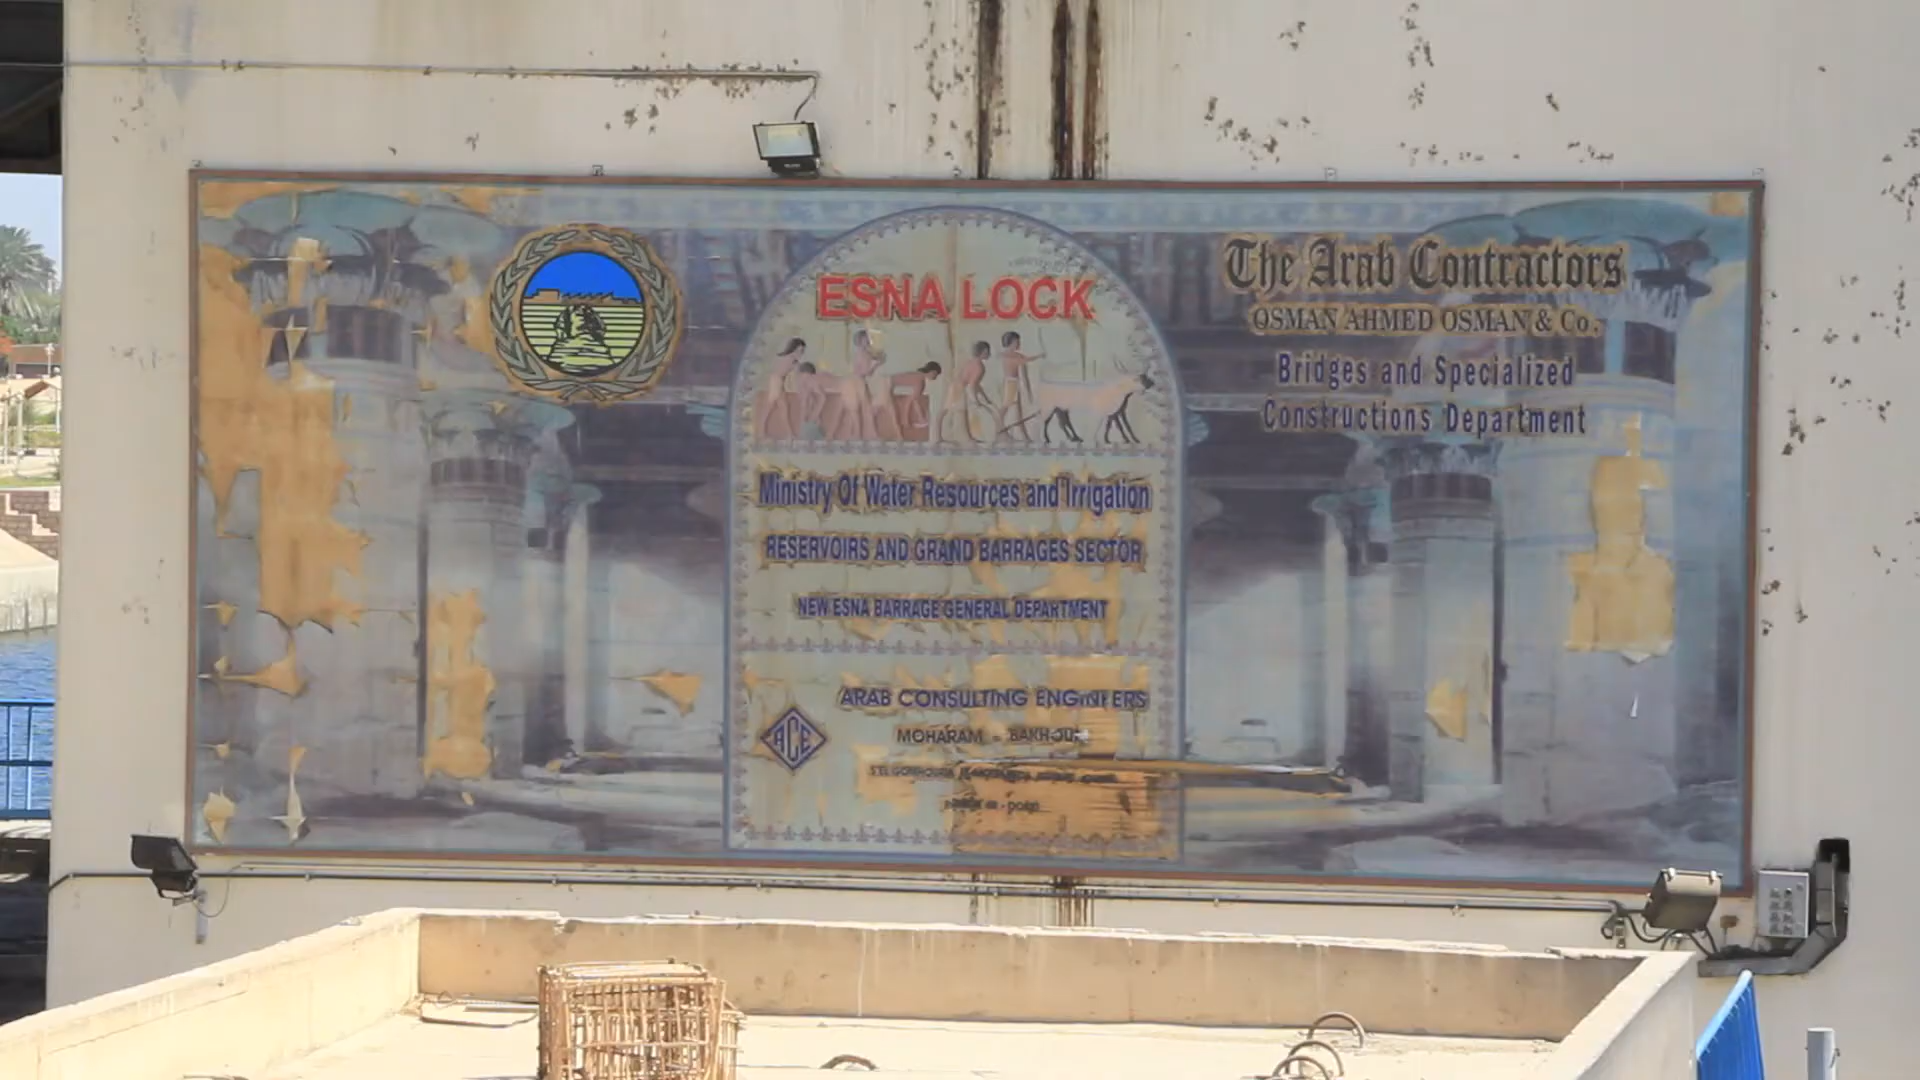 ESNA LOCK
Ministry Of Water Resources and Irrigation
RESERVOIRS AND GRAND BARRAGES SECTOR
NEW ESNA BARRAGE GENERAL DEPARTMENT
ACE
ARAB CONSULTING ENGINEERS
MOHARAM - BAKHOUM
The Arab Contractors
OSMAN AHMED OSMAN & Co.
Bridges and Specialized
Constructions Department